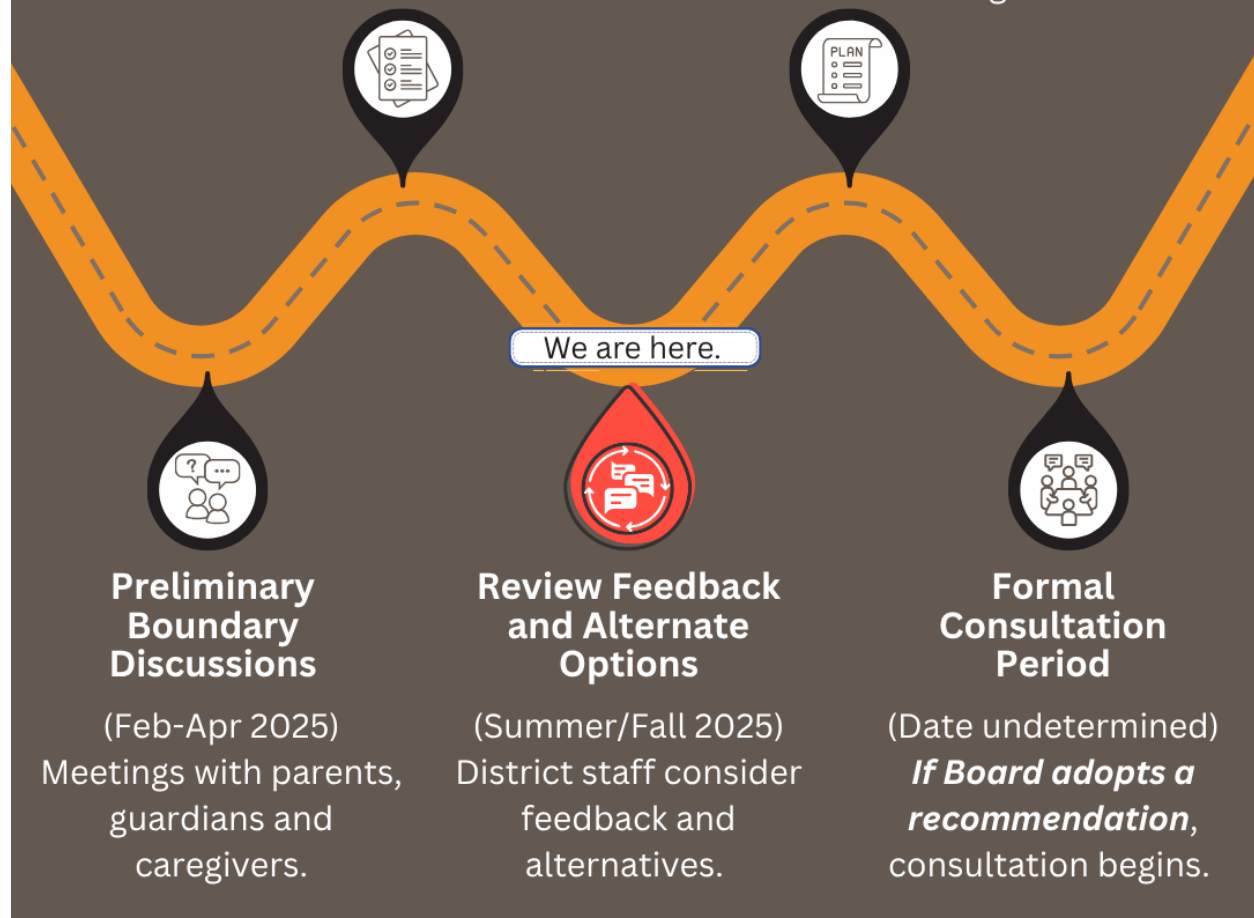 PLAN
We are here.
?
...
Preliminary
Boundary
Discussions
(Feb-Apr 2025)
Meetings with parents,
guardians and
caregivers.
Review Feedback
and Alternate
Options
(Summer/Fall 2025)
District staff consider
feedback and
alternatives.
Formal
Consultation
Period
(Date undetermined)
If Board adopts a
recommendation,
consultation begins.